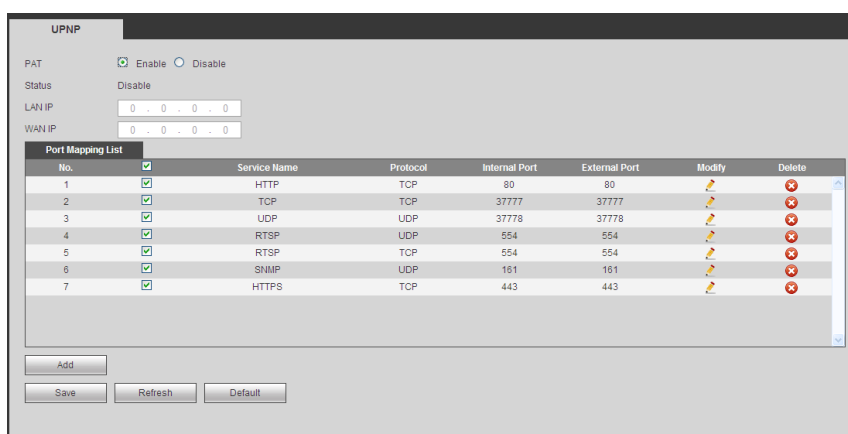 UPNP
PAT Enable Disable
Status Disable
LAN IP 0 . 0 . 0 . 0
WAN IP 0 . 0 . 0 . 0
Port Mapping List
No. Service Name Protocol Internal Port External Port Modify Delete
1 HTTP TCP 80 80
2 TCP TCP 37777 37777
3 UDP UDP 37778 37778
4 RTSP UDP 554 554
5 RTSP TCP 554 554
6 SNMP UDP 161 161
7 HTTPS TCP 443 443
Add
Save Refresh Default